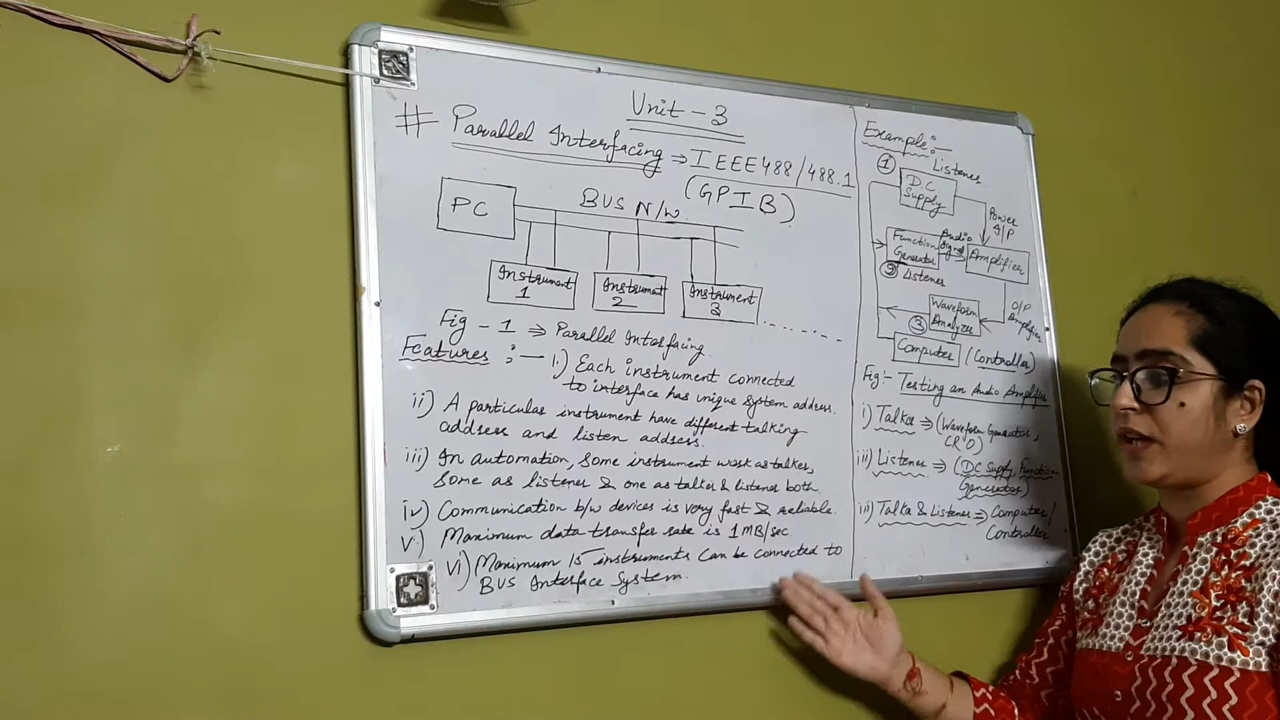 Unit - 3
# Parallel Interfacing ⇒ IEEE 488/488.1
(GPIB)
PC
BUS N/w.
Instrument 1
Instrument 2
Instrument 3
Fig - 1 ⇒ Parallel Interfacing.
Features :— i.) Each instrument connected
to interface has unique system address.
ii) A particular instrument have different talking
address and listen address.
iii) In automation, some instrument work as talker,
some as listener & one as talker & listener both.
iv) Communication b/w devices is very fast & reliable.
v.) Maximum data transfer rate is 1MB/sec.
vi) Maximum 15 instruments can be connected to
BUS Interface System.
Example:—
① Listener
D.C
Supply
Power
I/P
Function
Generator
Audio
Signal
Amplifier
② Listener
Waveform
Analyzer
③
O/P
Amplifier
Computer (Controller)
Fig:- Testing an Audio Amplifier
i) Talker ⇒ (Waveform Generator,
CRO)
ii) Listener ⇒ (DC Supply, Function
Generator)
iii) Talker & Listener ⇒ Computer/
Controller